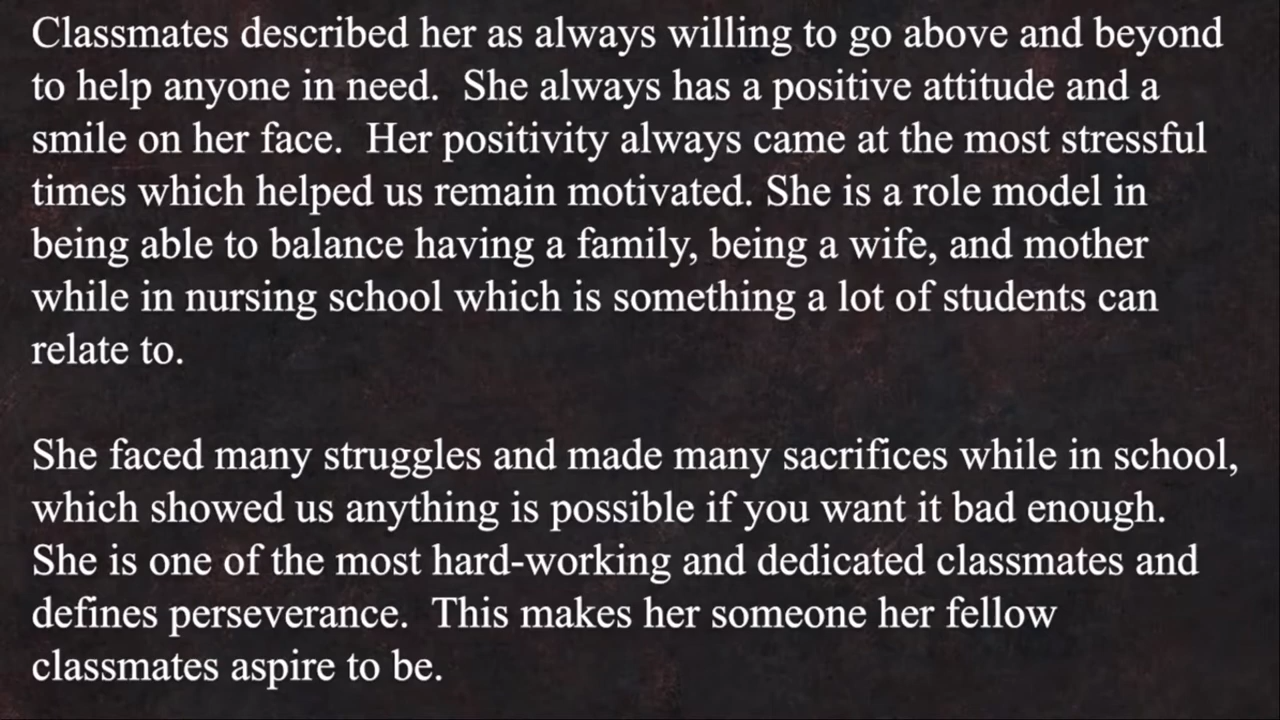 Classmates described her as always willing to go above and beyond
to help anyone in need.  She always has a positive attitude and a
smile on her face.  Her positivity always came at the most stressful
times which helped us remain motivated. She is a role model in
being able to balance having a family, being a wife, and mother
while in nursing school which is something a lot of students can
relate to.

She faced many struggles and made many sacrifices while in school,
which showed us anything is possible if you want it bad enough.
She is one of the most hard-working and dedicated classmates and
defines perseverance.  This makes her someone her fellow
classmates aspire to be.